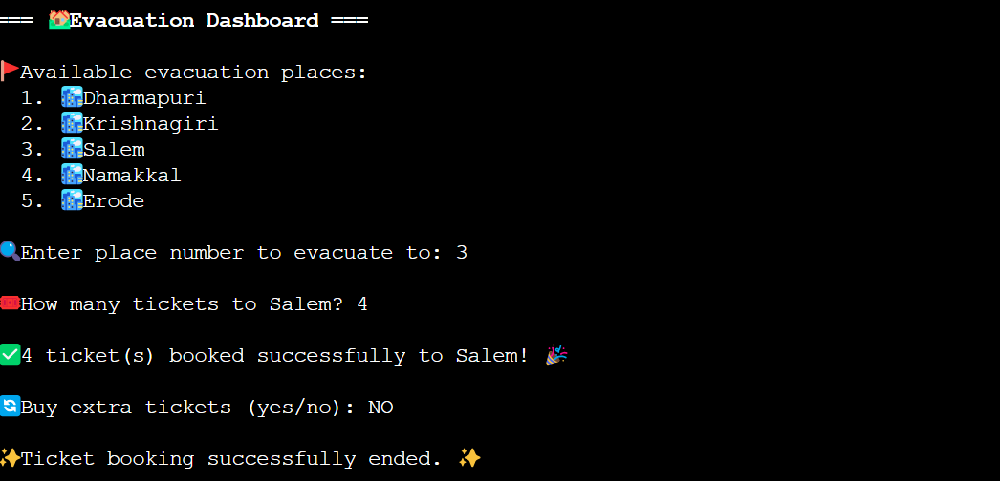 === 🏡Evacuation Dashboard ===
🚩Available evacuation places:
1. 🏙️Dharmapuri
2. 🏙️Krishnagiri
3. 🏙️Salem
4. 🏙️Namakkal
5. 🏙️Erode
🔍Enter place number to evacuate to: 3
🎟️How many tickets to Salem? 4
✅4 ticket(s) booked successfully to Salem! 🎉
🔄Buy extra tickets (yes/no): NO
✨Ticket booking successfully ended. ✨